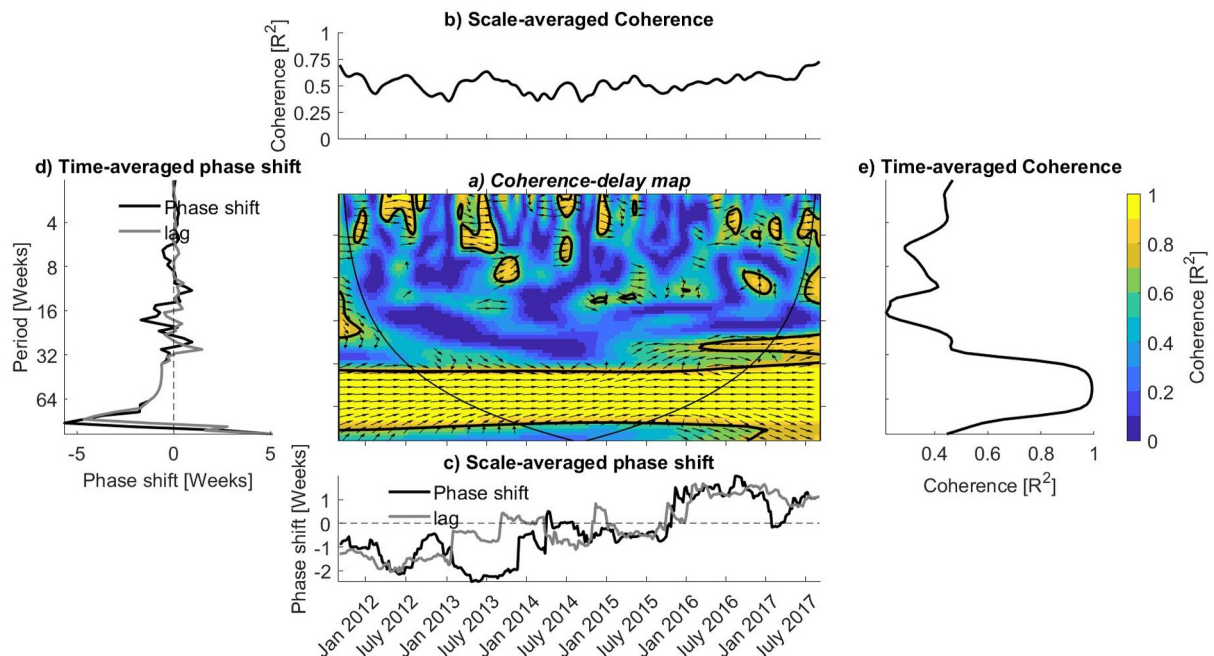 b) Scale-averaged Coherence
Coherence [R²]
1
0.75
0.5
0.25
0
d) Time-averaged phase shift
Phase shift
lag
Period [Weeks]
4
8
16
32
64
-5
0
5
Phase shift [Weeks]
a) Coherence-delay map
e) Time-averaged Coherence
0.4
0.6
0.8
1
Coherence [R²]
1
0.8
0.6
0.4
0.2
0
Coherence [R²]
c) Scale-averaged phase shift
Phase shift
lag
Phase shift [Weeks]
1
0
-1
-2
Jan 2012
July 2012
Jan 2013
July 2013
Jan 2014
July 2014
Jan 2015
July 2015
Jan 2016
July 2016
Jan 2017
July 2017